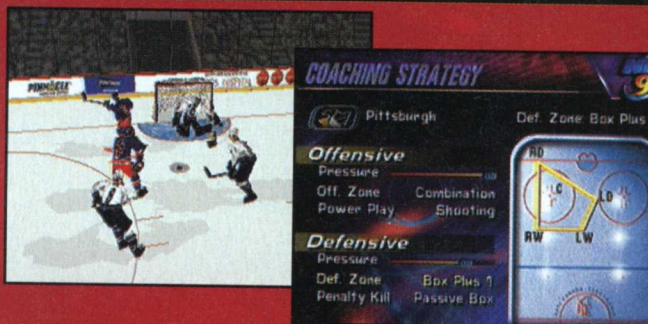 PINNACLE
COACHING STRATEGY
Pittsburgh
Def. Zone: Box Plus
Offensive
Pressure
Off. Zone Combination
Power Play Shooting
Defensive
Pressure
Def. Zone Box Plus 1
Penalty Kill Passive Box
RD
LC
LD
RW
LW